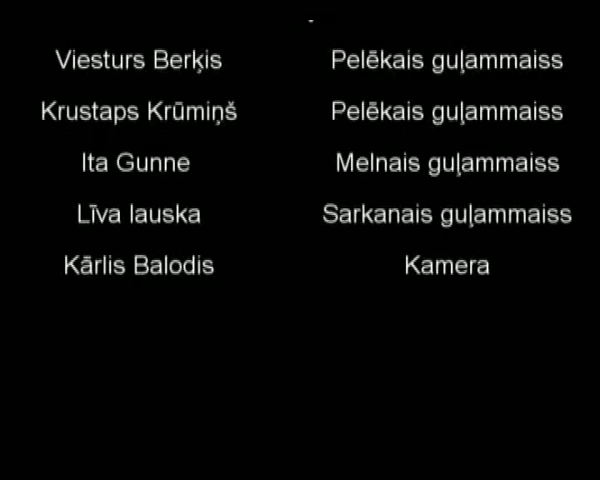 -
Viesturs Berķis Pelēkais guļammaiss
Krustaps Krūmiņš Pelēkais guļammaiss
Ita Gunne Melnais guļammaiss
Līva lauska Sarkanais guļammaiss
Kārlis Balodis Kamera